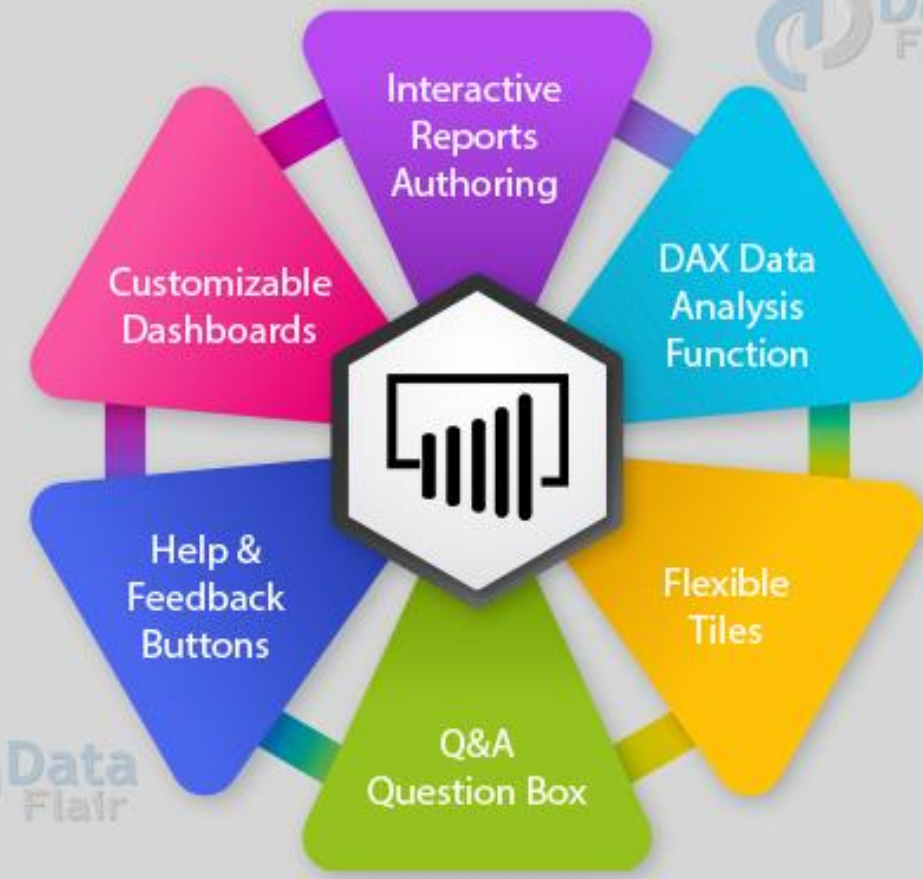 Interactive
Reports
Authoring
DAX Data
Analysis
Function
Flexible
Tiles
Q&A
Question Box
Help &
Feedback
Buttons
Customizable
Dashboards
Data
Flair